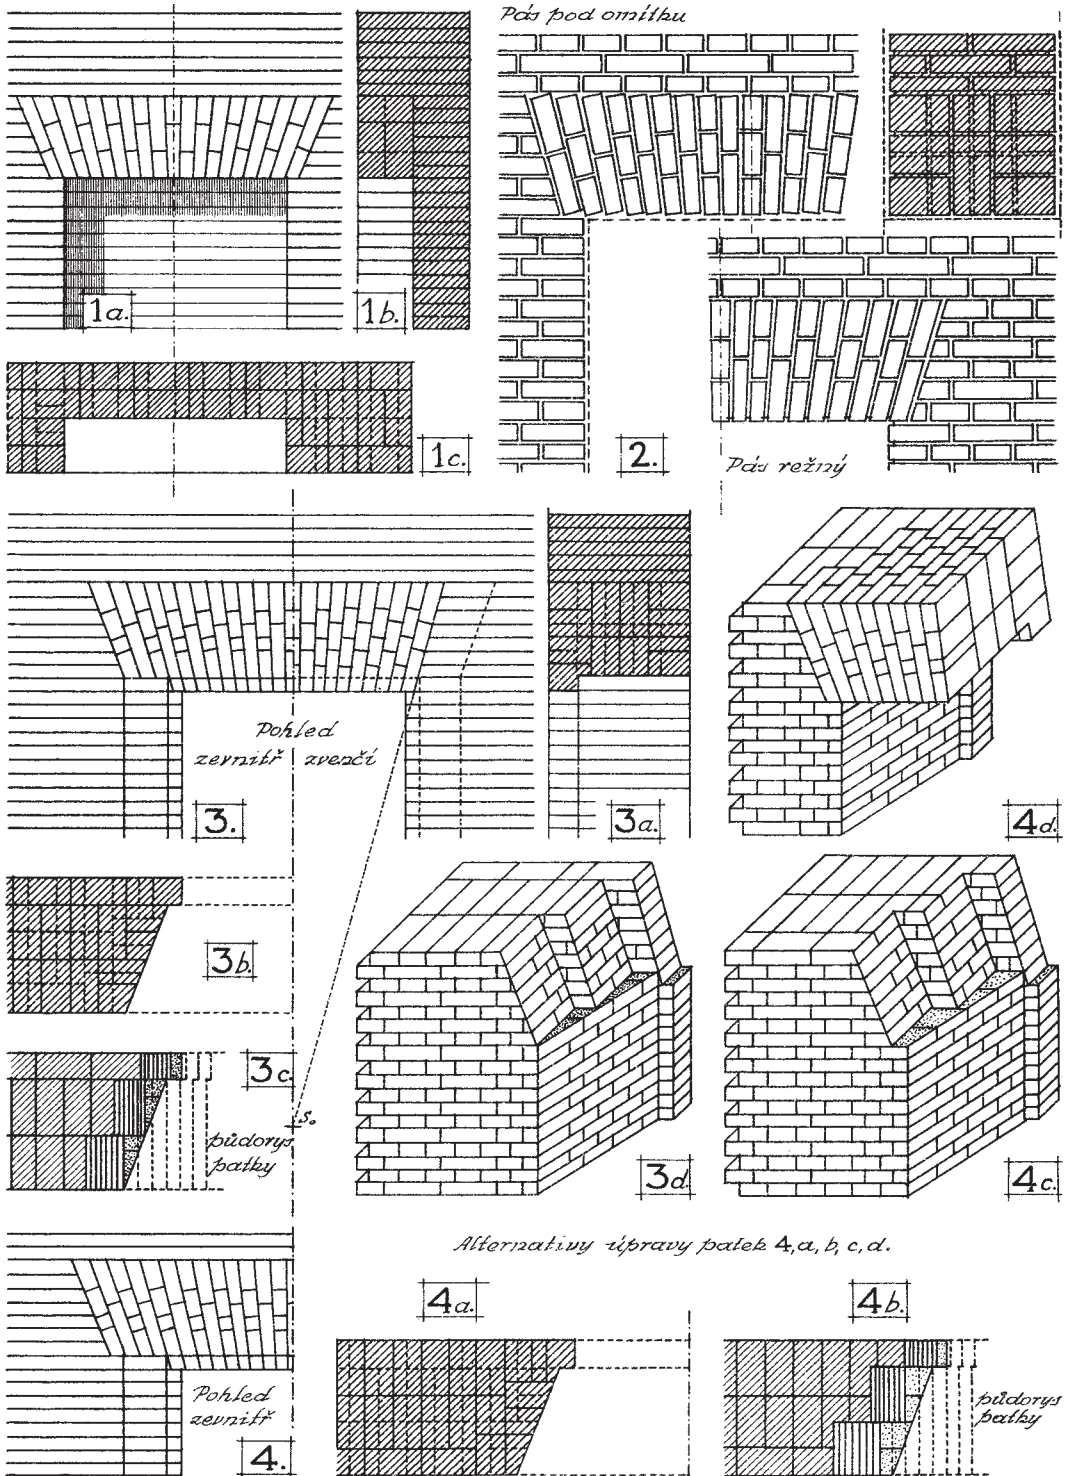 Pás pod omítku
1a.
1b.
1c.
2.
Pás režný
Pohled
zevnitř zvenčí
3.
3a.
4d.
3b.
3c.
S.
půdorys
patky
3d.
4c.
Alternativy úpravy patek 4,a,b,c,d.
4a.
4b.
Pohled
zevnitř
4.
půdorys
patky